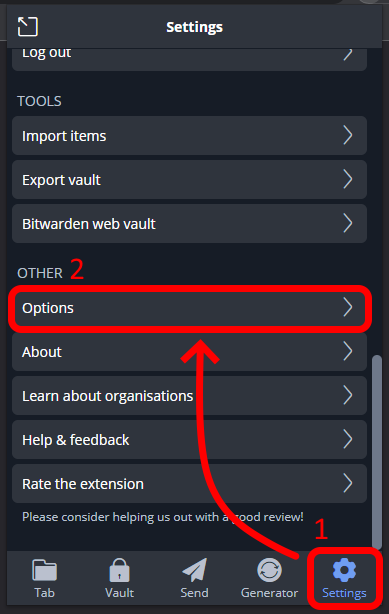 Settings
Log out
TOOLS
Import items
Export vault
Bitwarden web vault
OTHER 2
Options
About
Learn about organisations
Help & feedback
Rate the extension
Please consider helping us out with a good review!
1
Tab Vault Send Generator Settings